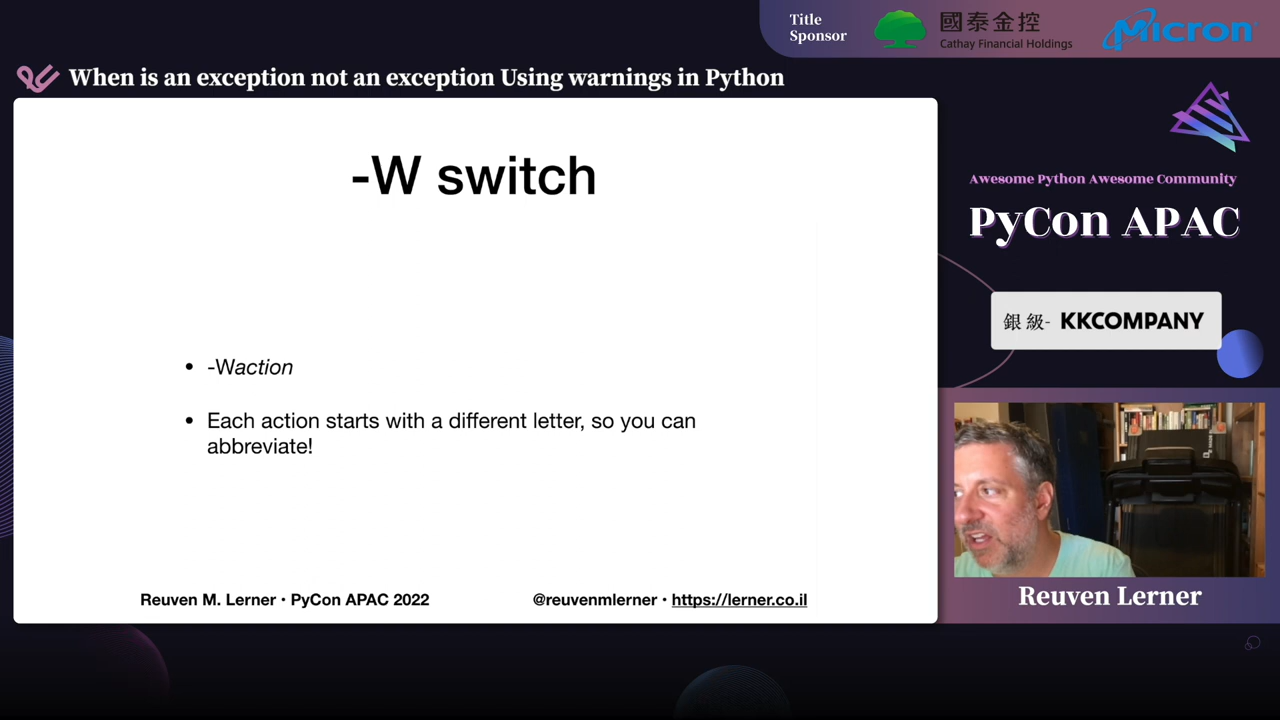 Title
Sponsor
國泰金控
Cathay Financial Holdings
Micron
When is an exception not an exception Using warnings in Python
-W switch
• -Waction
• Each action starts with a different letter, so you can
abbreviate!
Reuven M. Lerner • PyCon APAC 2022
@reuvenmlerner • https://lerner.co.il
Awesome Python Awesome Community
PyCon APAC
銀級- KKCOMPANY
Reuven Lerner